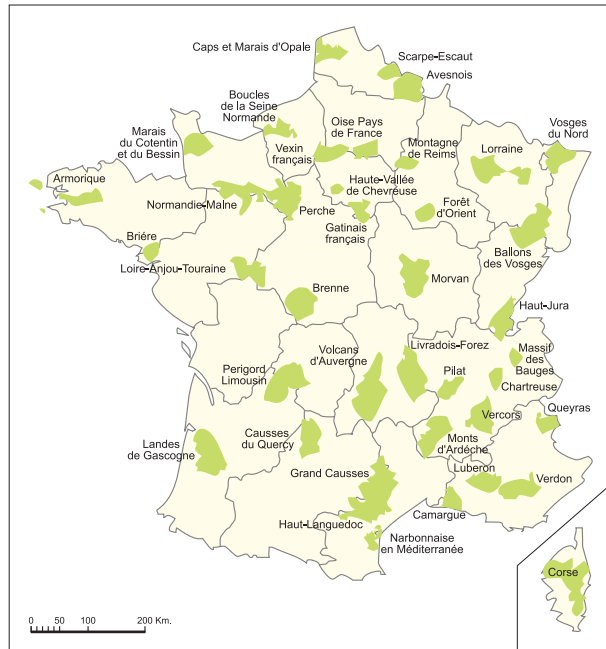 Caps et Marais d'Opale
Scarpe-Escaut
Avesnois
Boucles
de la Seine
Normande
Oise Pays
de France
Vosges
du Nord
Marais
du Cotentin
et du Bessin
Vexin
français
Montagne
de Reims
Lorraine
Armorique
Haute-Vallée
de Chevreuse
Normandie-Malne
Perche
Forêt
d'Orient
Gatinais
français
Briére
Loire-Anjou-Touraine
Ballons
des Vosges
Morvan
Brenne
Haut-Jura
Livradois-Forez
Volcans
d'Auvergne
Massif
des
Bauges
Perigord
Limousin
Pilat
Chartreuse
Queyras
Vercors
Landes
de Gascogne
Causses
du Quercy
Monts
d'Ardéche
Grand Causses
Luberon
Verdon
Camargue
Haut-Languedoc
Narbonnaise
en Méditerranée
Corse
0 50 100 200 Km.